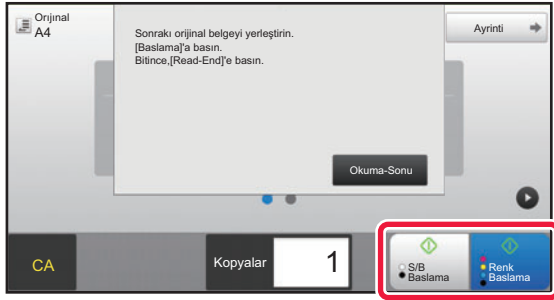 Orıjınal
A4
Sonrakı orijinal belgeyi yerleştirin.
[Baslama]'a basın.
Bitince,[Read-End]'e basın.
Ayrinti
Okuma-Sonu
CA
Kopyalar
1
S/B
Baslama
Renk
Baslama